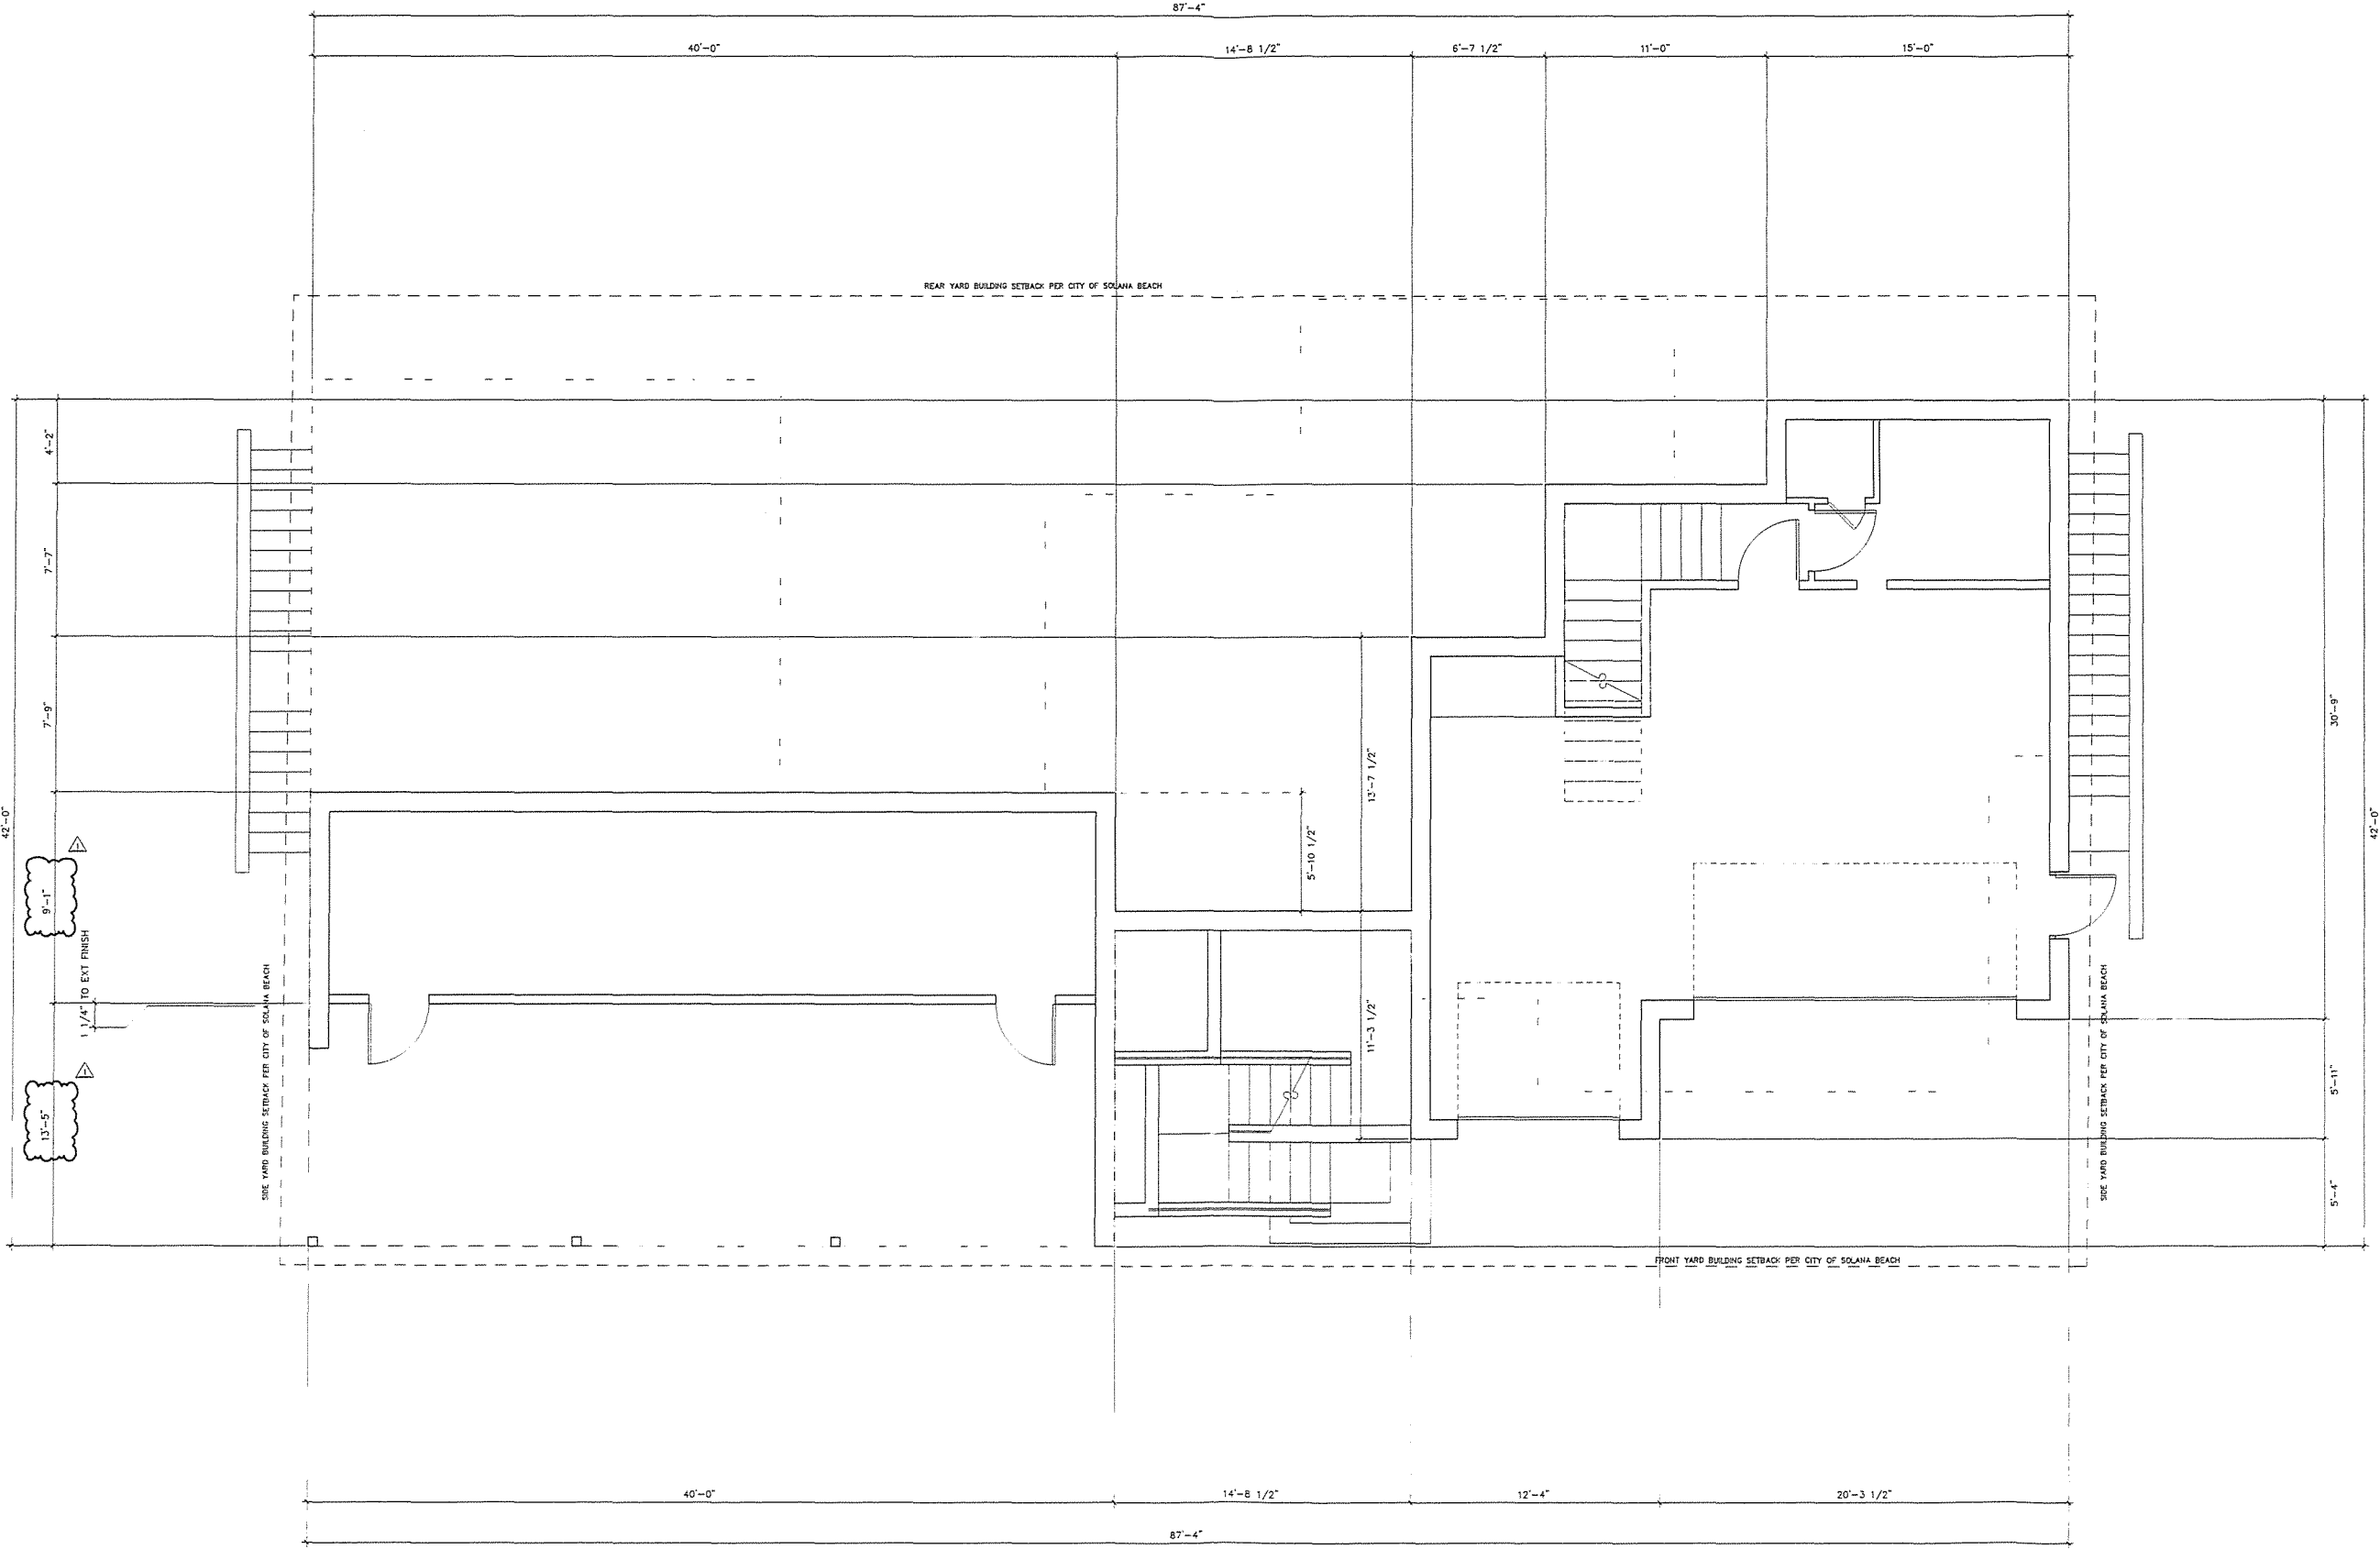 87'-4"
40'-0" 14'-8 1/2" 6'-7 1/2" 11'-0" 15'-0"
REAR YARD BUILDING SETBACK PER CITY OF SOLANA BEACH
4'-2"
7'-7"
7'-9"
30'-9"
13'-7 1/2"
42'-0"
42'-0"
5'-10 1/2"
1
9'-1"
1 1/4" TO EXT FINISH
SIDE YARD BUILDING SETBACK PER CITY OF SOLANA BEACH
SIDE YARD BUILDING SETBACK PER CITY OF SOLANA BEACH
11'-3 1/2"
1
13'-5"
5'-11"
5'-4"
FRONT YARD BUILDING SETBACK PER CITY OF SOLANA BEACH
40'-0" 14'-8 1/2" 12'-4" 20'-3 1/2"
87'-4"